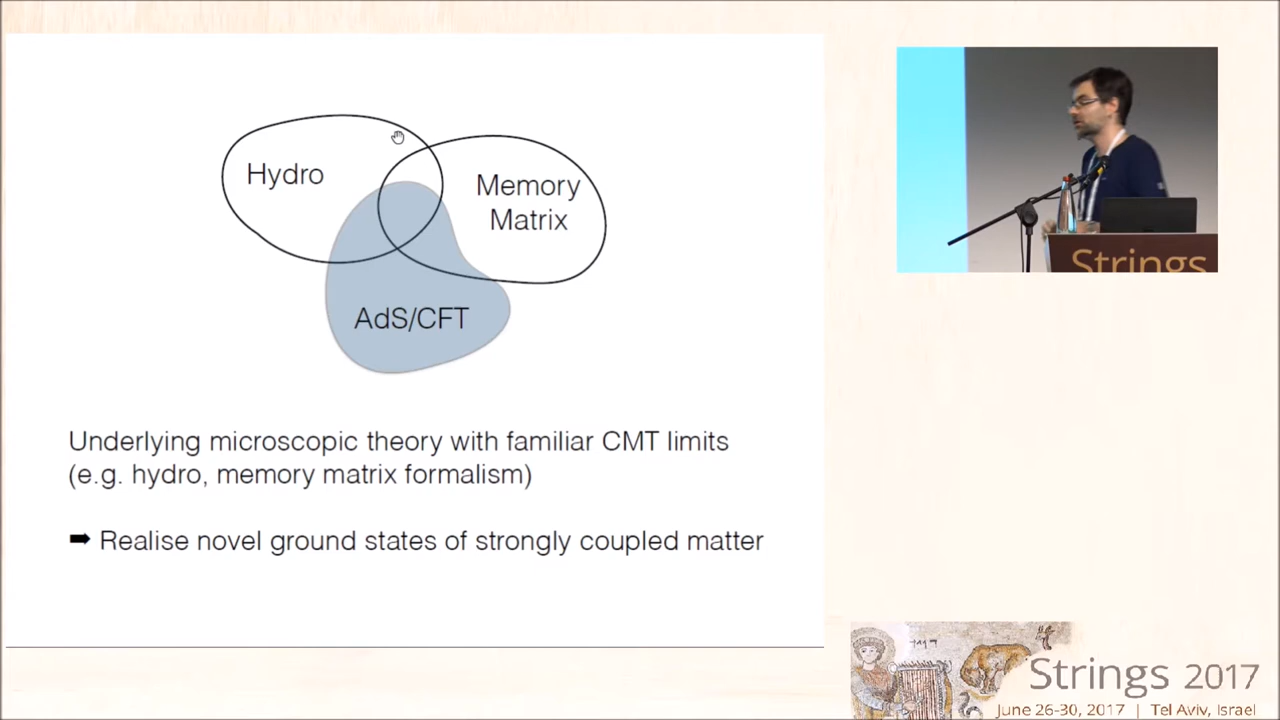 Hydro
Memory
Matrix
AdS/CFT
Underlying microscopic theory with familiar CMT limits
(e.g. hydro, memory matrix formalism)
➡ Realise novel ground states of strongly coupled matter
Strings
Strings 2017
June 26-30, 2017 | Tel Aviv, Israel